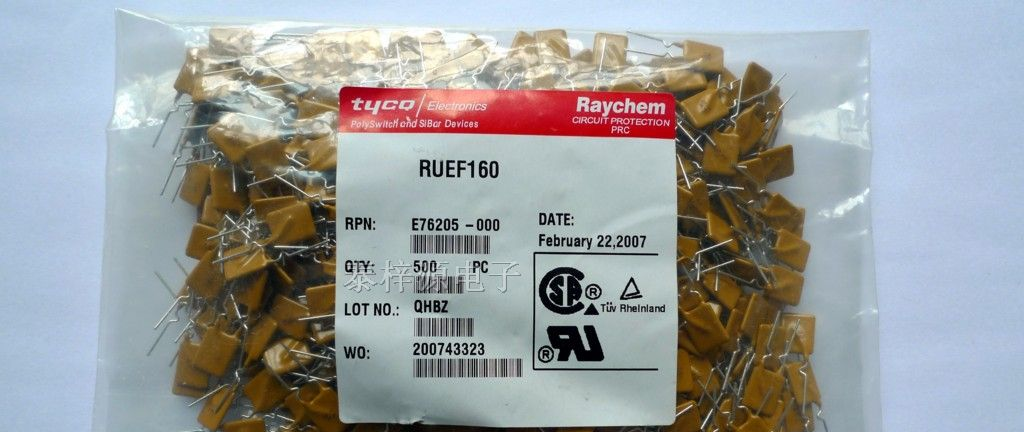 tyco / Electronics
PolySwitch and SiBar Devices
Raychem
CIRCUIT PROTECTION
PRC
RUEF160
RPN: E76205-000
QTY: 500 PC
LOT NO.: QHBZ
WO: 200743323
DATE:
February 22,2007
Tüv Rheinland
泰梓源电子